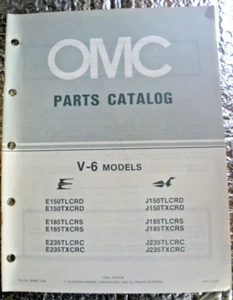 OMC
PARTS CATALOG
V-6 MODELS
E150TLCRD J150TLCRD
E150TXCRD J150TXCRD
E185TLCRS J185TLCRS
E185TXCRS J185TXCRS
E235TLCRC J235TLCRC
E235TXCRC J235TXCRC